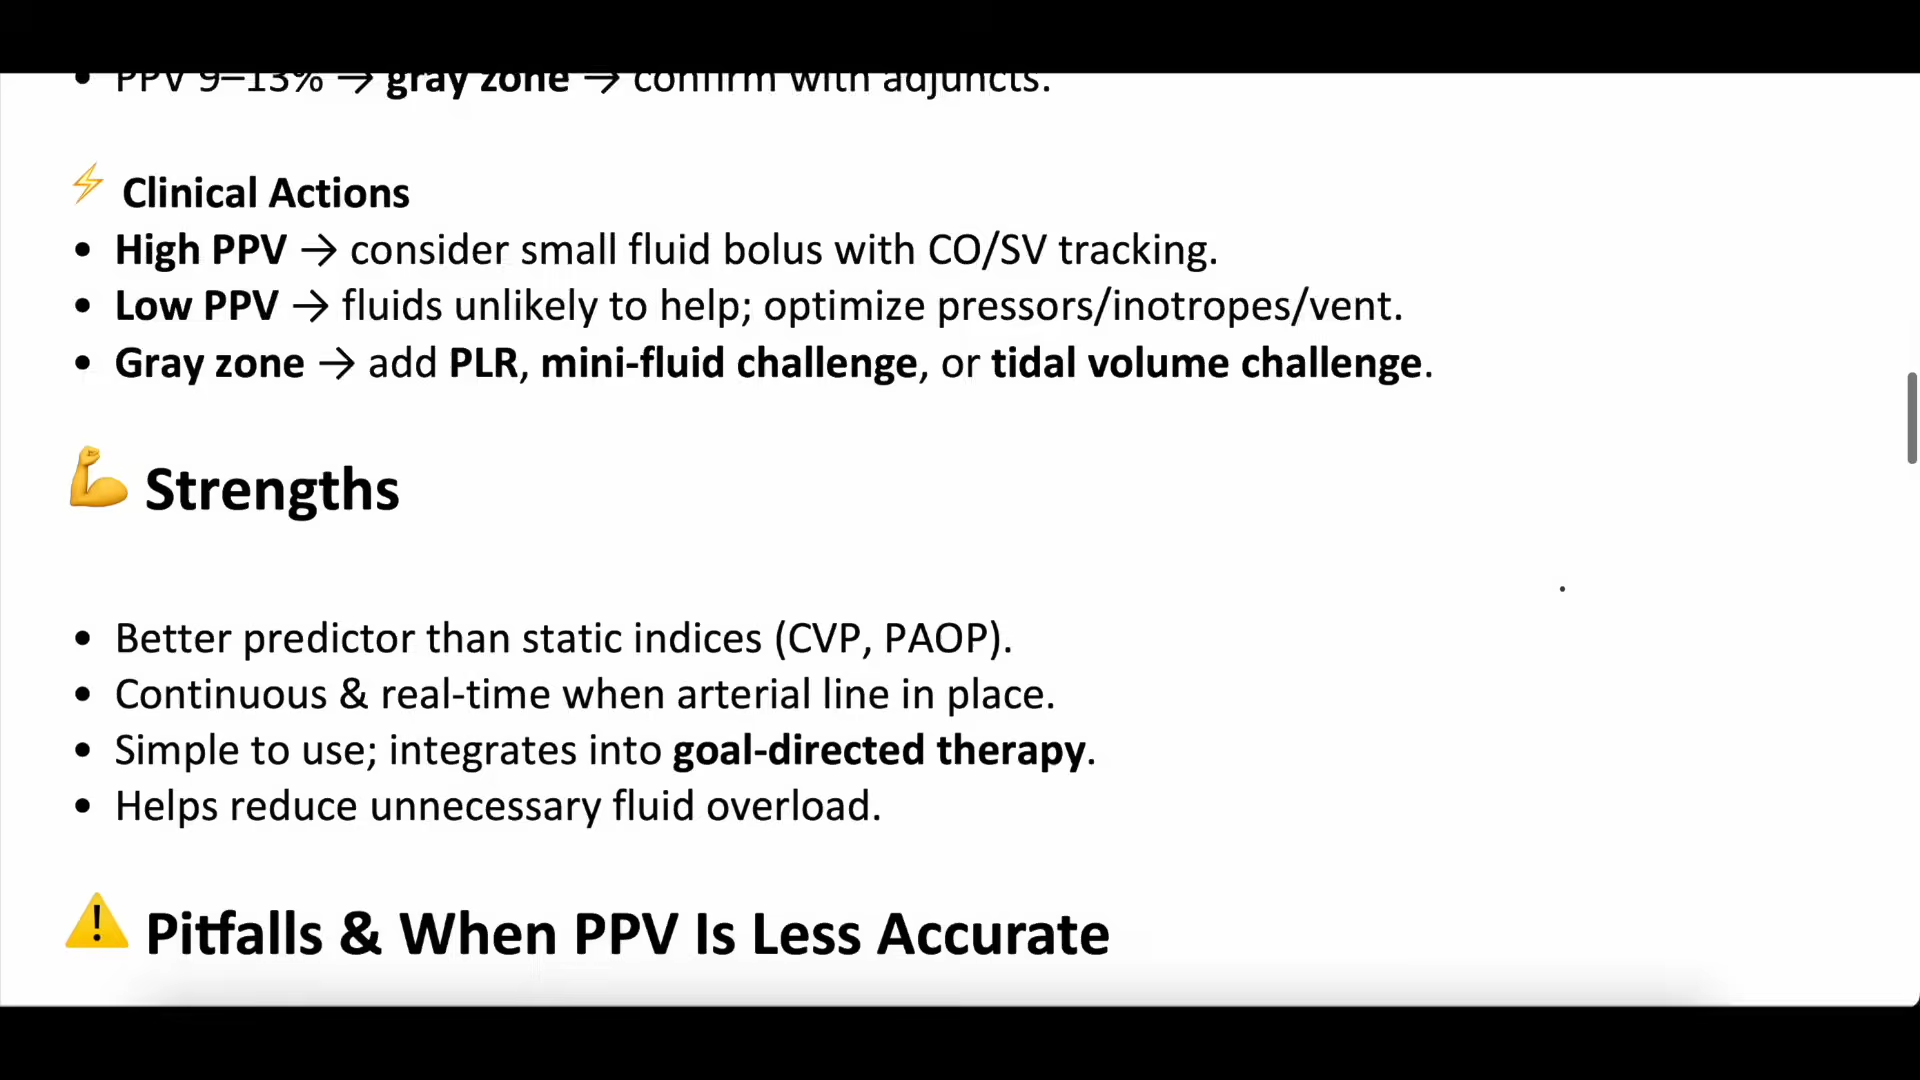 • PPV 9–13% → gray zone → confirm with adjuncts.
⚡ Clinical Actions
• High PPV → consider small fluid bolus with CO/SV tracking.
• Low PPV → fluids unlikely to help; optimize pressors/inotropes/vent.
• Gray zone → add PLR, mini-fluid challenge, or tidal volume challenge.
💪 Strengths
• Better predictor than static indices (CVP, PAOP).
• Continuous & real-time when arterial line in place.
• Simple to use; integrates into goal-directed therapy.
• Helps reduce unnecessary fluid overload.
⚠️ Pitfalls & When PPV Is Less Accurate